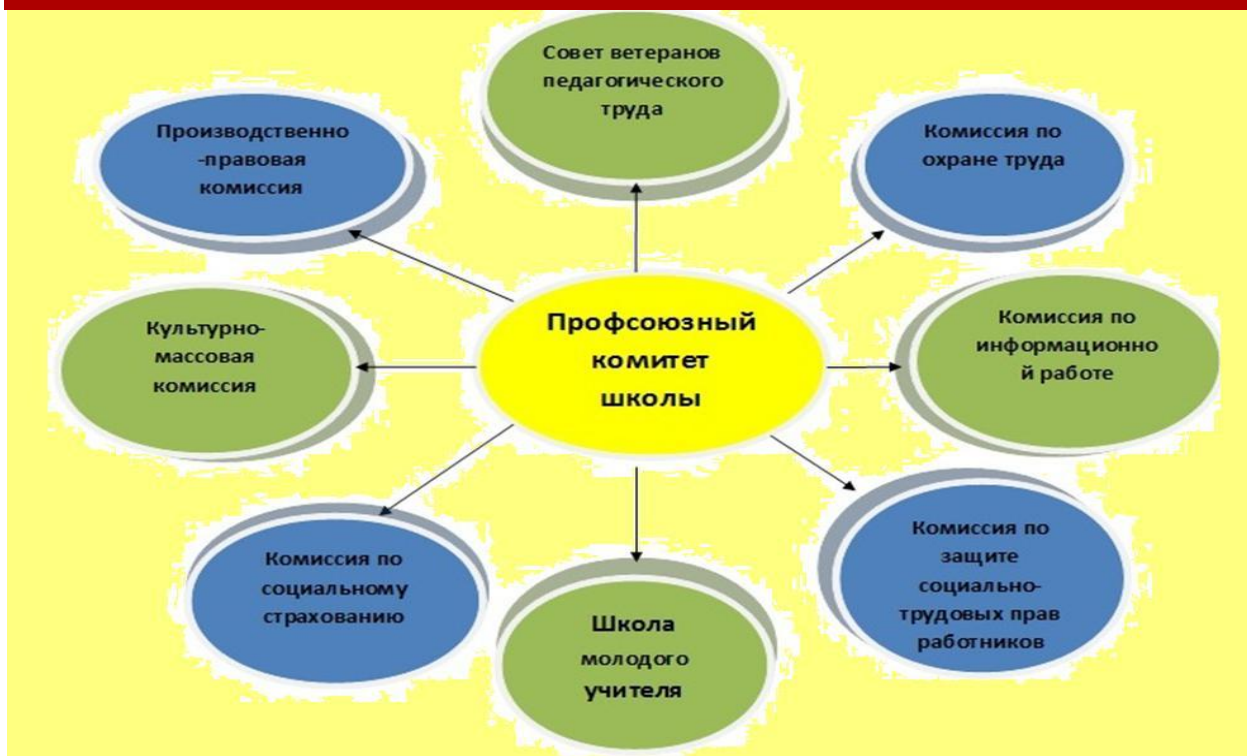 Совет ветеранов
педагогического
труда
Производственно
-правовая
комиссия
Комиссия по
охране труда
Культурно-
массовая
комиссия
Профсоюзный
комитет
школы
Комиссия по
информационно
й работе
Комиссия по
социальному
страхованию
Школа
молодого
учителя
Комиссия по
защите
социально-
трудовых прав
работников